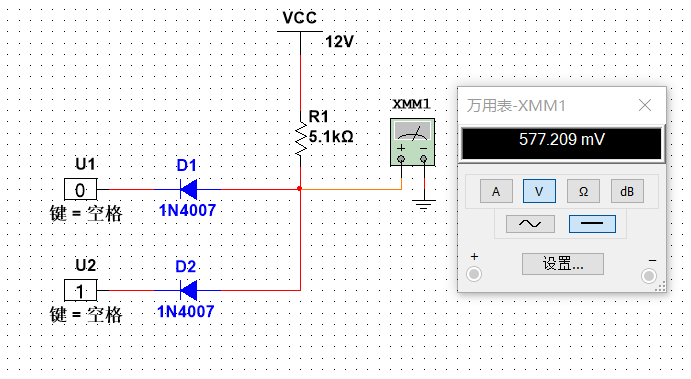 VCC
12V
R1
5.1kΩ
XMM1
+ −
U1
0
键 = 空格
D1
1N4007
U2
1
键 = 空格
D2
1N4007
万用表-XMM1
577.209 mV
A V Ω dB
+ 设置... −